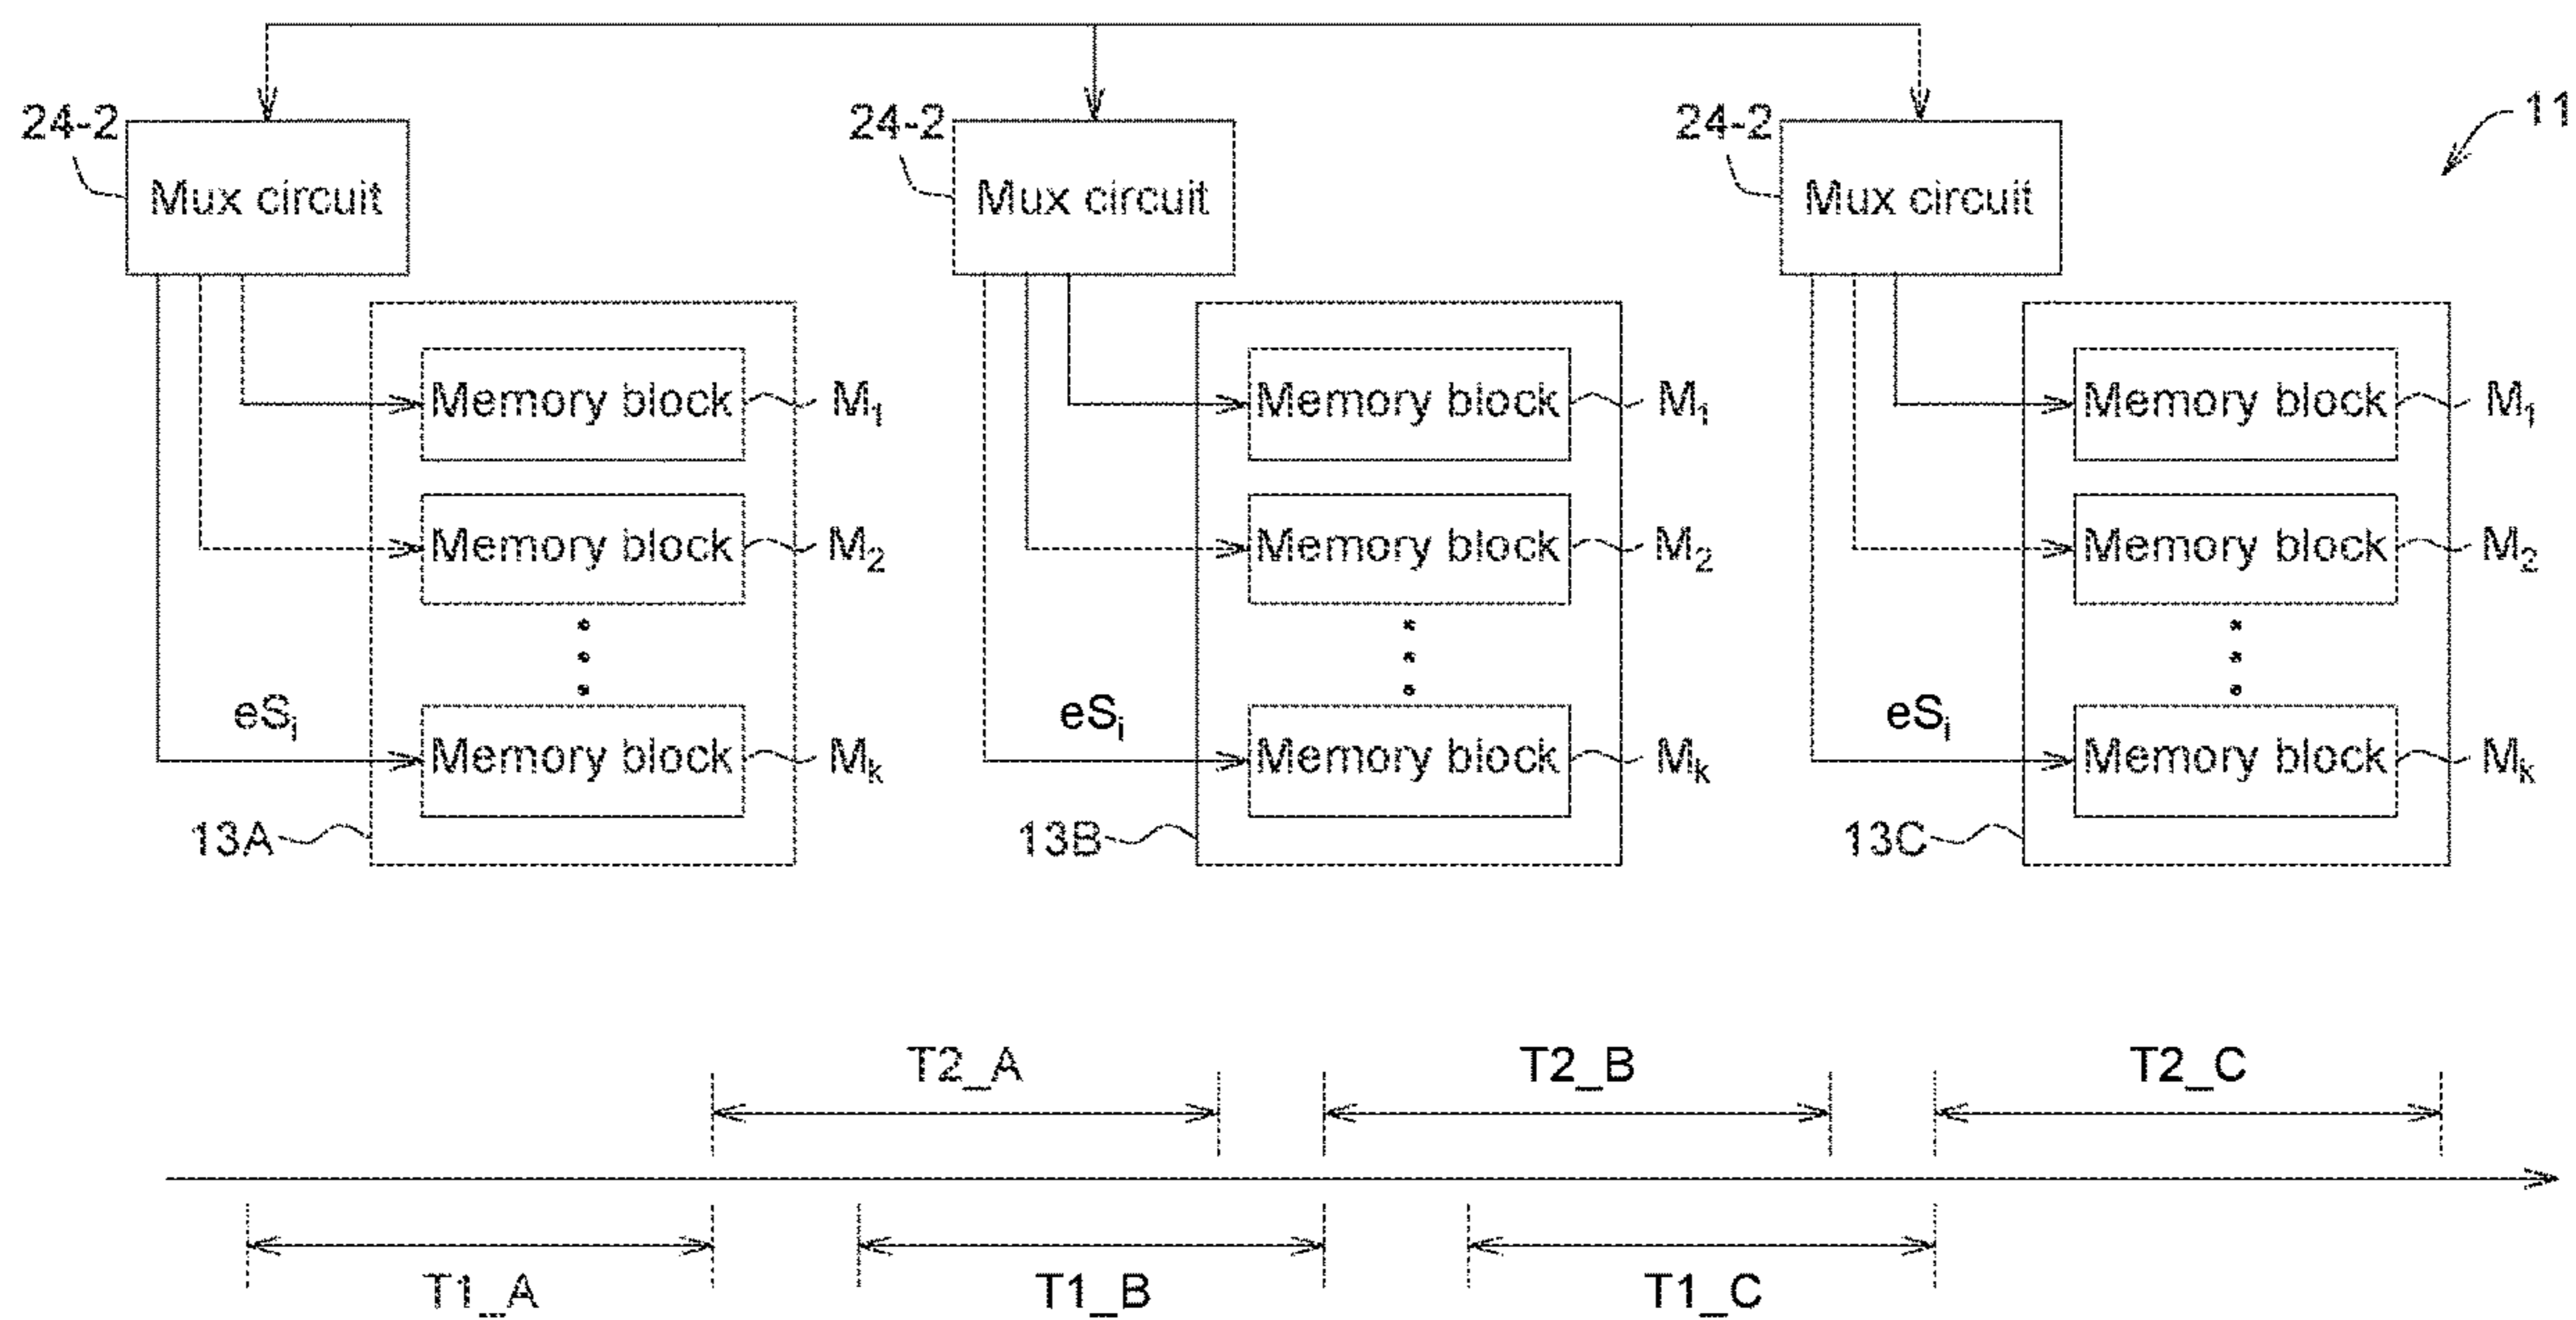 24-2
Mux circuit
24-2
Mux circuit
24-2
Mux circuit
11
Memory block
M1
Memory block
M1
Memory block
M1
Memory block
M2
Memory block
M2
Memory block
M2
eSi
Memory block
Mk
eSi
Memory block
Mk
eSi
Memory block
Mk
13A
13B
13C
T2_A
T2_B
T2_C
T1_A
T1_B
T1_C